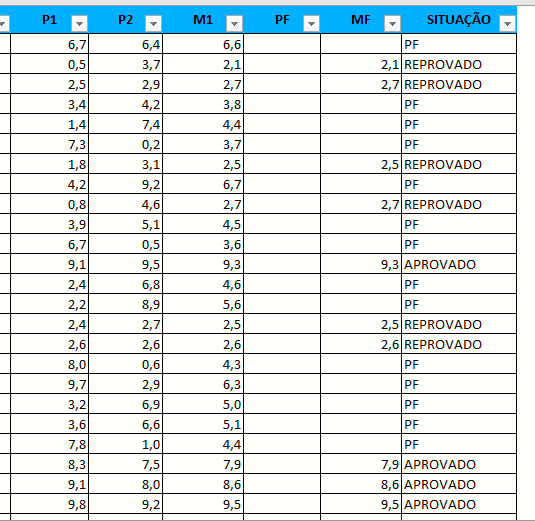 P1 P2 M1 PF MF SITUAÇÃO
6,7 6,4 6,6 PF
0,5 3,7 2,1 2,1 REPROVADO
2,5 2,9 2,7 2,7 REPROVADO
3,4 4,2 3,8 PF
1,4 7,4 4,4 PF
7,3 0,2 3,7 PF
1,8 3,1 2,5 2,5 REPROVADO
4,2 9,2 6,7 PF
0,8 4,6 2,7 2,7 REPROVADO
3,9 5,1 4,5 PF
6,7 0,5 3,6 PF
9,1 9,5 9,3 9,3 APROVADO
2,4 6,8 4,6 PF
2,2 8,9 5,6 PF
2,4 2,7 2,5 2,5 REPROVADO
2,6 2,6 2,6 2,6 REPROVADO
8,0 0,6 4,3 PF
9,7 2,9 6,3 PF
3,2 6,9 5,0 PF
3,6 6,6 5,1 PF
7,8 1,0 4,4 PF
8,3 7,5 7,9 7,9 APROVADO
9,1 8,0 8,6 8,6 APROVADO
9,8 9,2 9,5 9,5 APROVADO